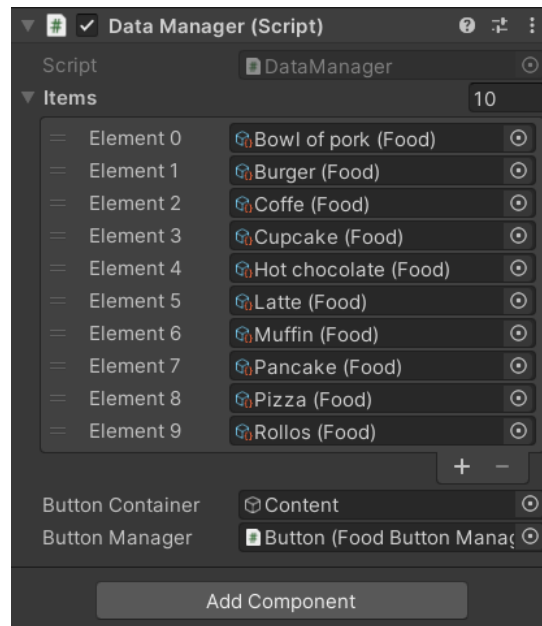 Data Manager (Script)
Script DataManager
Items 10
Element 0 Bowl of pork (Food)
Element 1 Burger (Food)
Element 2 Coffe (Food)
Element 3 Cupcake (Food)
Element 4 Hot chocolate (Food)
Element 5 Latte (Food)
Element 6 Muffin (Food)
Element 7 Pancake (Food)
Element 8 Pizza (Food)
Element 9 Rollos (Food)
+ −
Button Container Content
Button Manager Button (Food Button Manag
Add Component